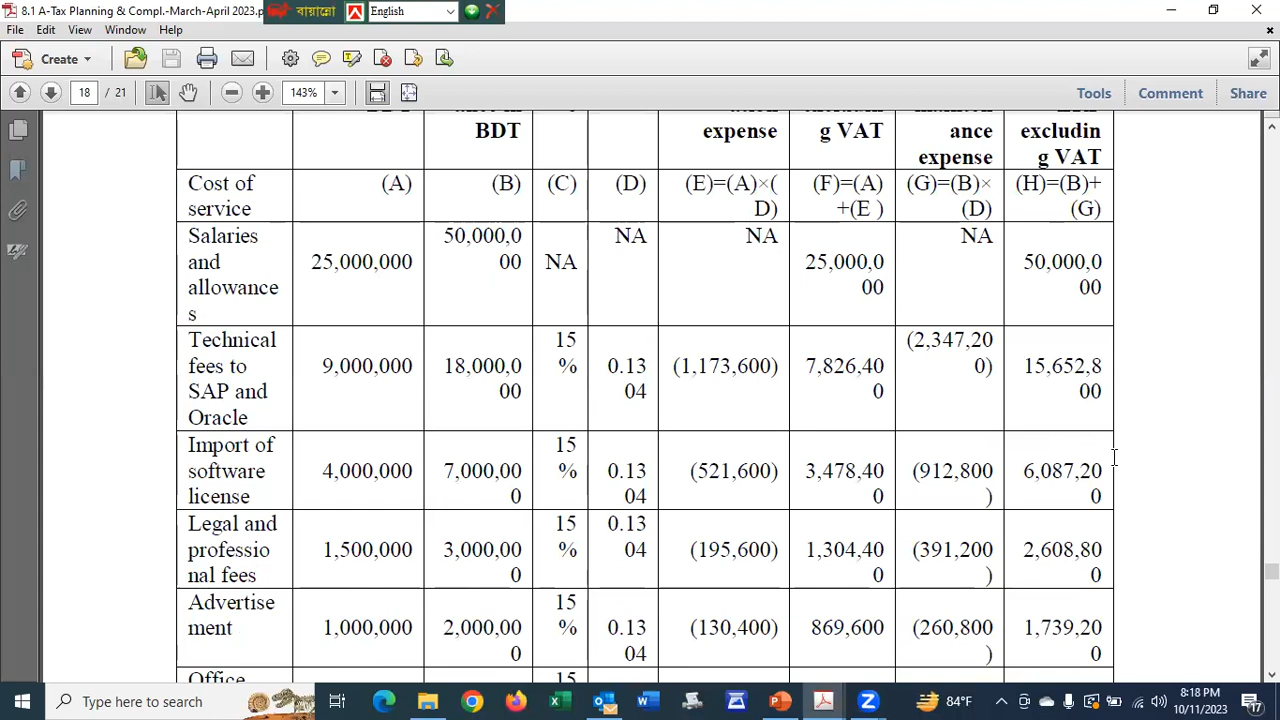 8.1 A-Tax Planning & Compl.-March-April 2023.p
বায়ান্নো
English
File Edit View Window Help
Create
18 / 21
143%
Tools Comment Share
BDT expense g VAT ance excludin
expense g VAT
Cost of (A) (B) (C) (D) (E)=(A)×( (F)=(A) (G)=(B)× (H)=(B)+
service D) +(E ) (D) (G)
Salaries 50,000,0 NA NA NA
and 25,000,000 00 NA 25,000,0 50,000,0
allowance 00 00
s
Technical 15 (2,347,20
fees to 9,000,000 18,000,0 % 0.13 (1,173,600) 7,826,40 0) 15,652,8
SAP and 00 04 0 00
Oracle
Import of 15
software 4,000,000 7,000,00 % 0.13 (521,600) 3,478,40 (912,800 6,087,20
license 0 04 0 ) 0
Legal and 15 0.13
professio 1,500,000 3,000,00 % 04 (195,600) 1,304,40 (391,200 2,608,80
nal fees 0 0 ) 0
Advertise 15
ment 1,000,000 2,000,00 % 0.13 (130,400) 869,600 (260,800 1,739,20
0 04 ) 0
Office 15
Type here to search
84°F
8:18 PM
10/11/2023
17